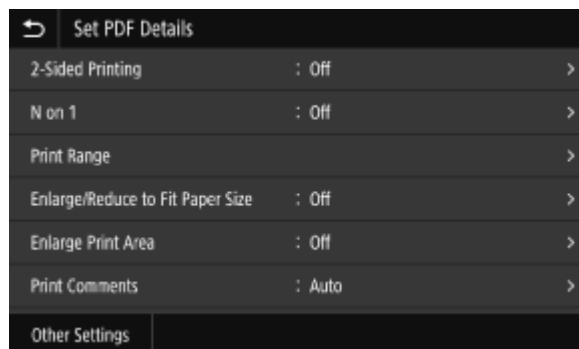 Set PDF Details
2-Sided Printing : Off
N on 1 : Off
Print Range
Enlarge/Reduce to Fit Paper Size : Off
Enlarge Print Area : Off
Print Comments : Auto
Other Settings